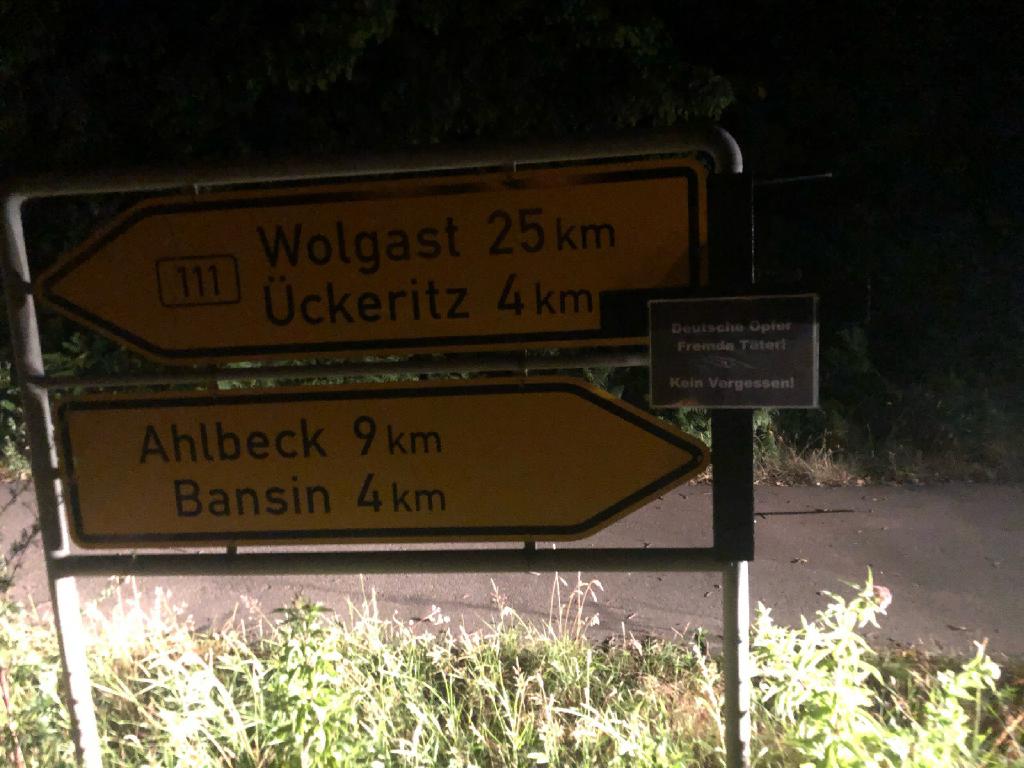 111
Wolgast 25 km
Ückeritz 4 km
Deutsche Opfer
Fremde Täter!
Kein Vergessen!
Ahlbeck 9 km
Bansin 4 km